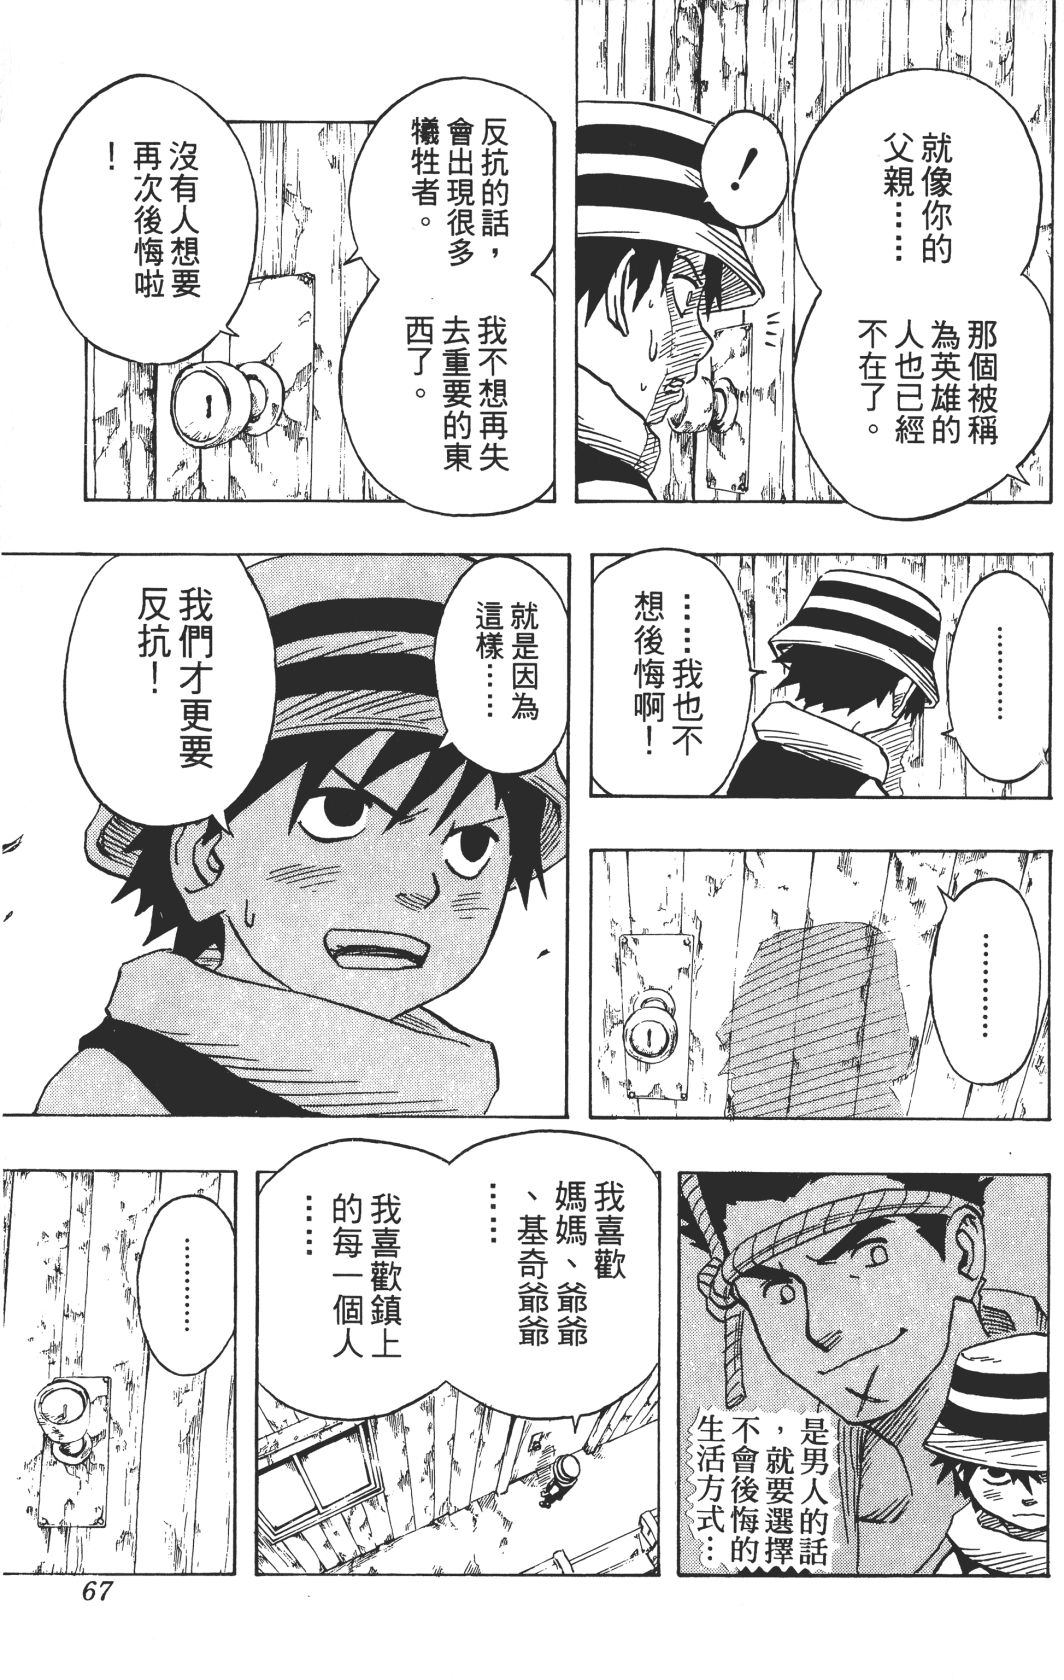 就像你的
父親……
那個被稱
為英雄的
人也已經
不在了。
！
反抗的話，
會出現很多
犧牲者。
我不想再失
去重要的東
西了。
沒有人想要
再次後悔啦
！
…………
……我也不
想後悔啊！
…………
就是因為
這樣……
我們才更要
反抗！
是男人的話
，就要選擇
不會後悔的
生活方式…
我喜歡
媽媽、爺爺
、基奇爺爺
……
我喜歡鎮上
的每一個人
……
…………
67